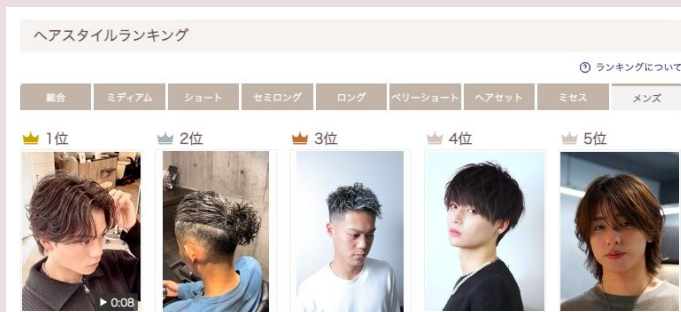 ヘアスタイルランキング
? ランキングについて
総合 ミディアム ショート セミロング ロング ベリーショート ヘアセット ミセス メンズ
1位 2位 3位 4位 5位
0:08